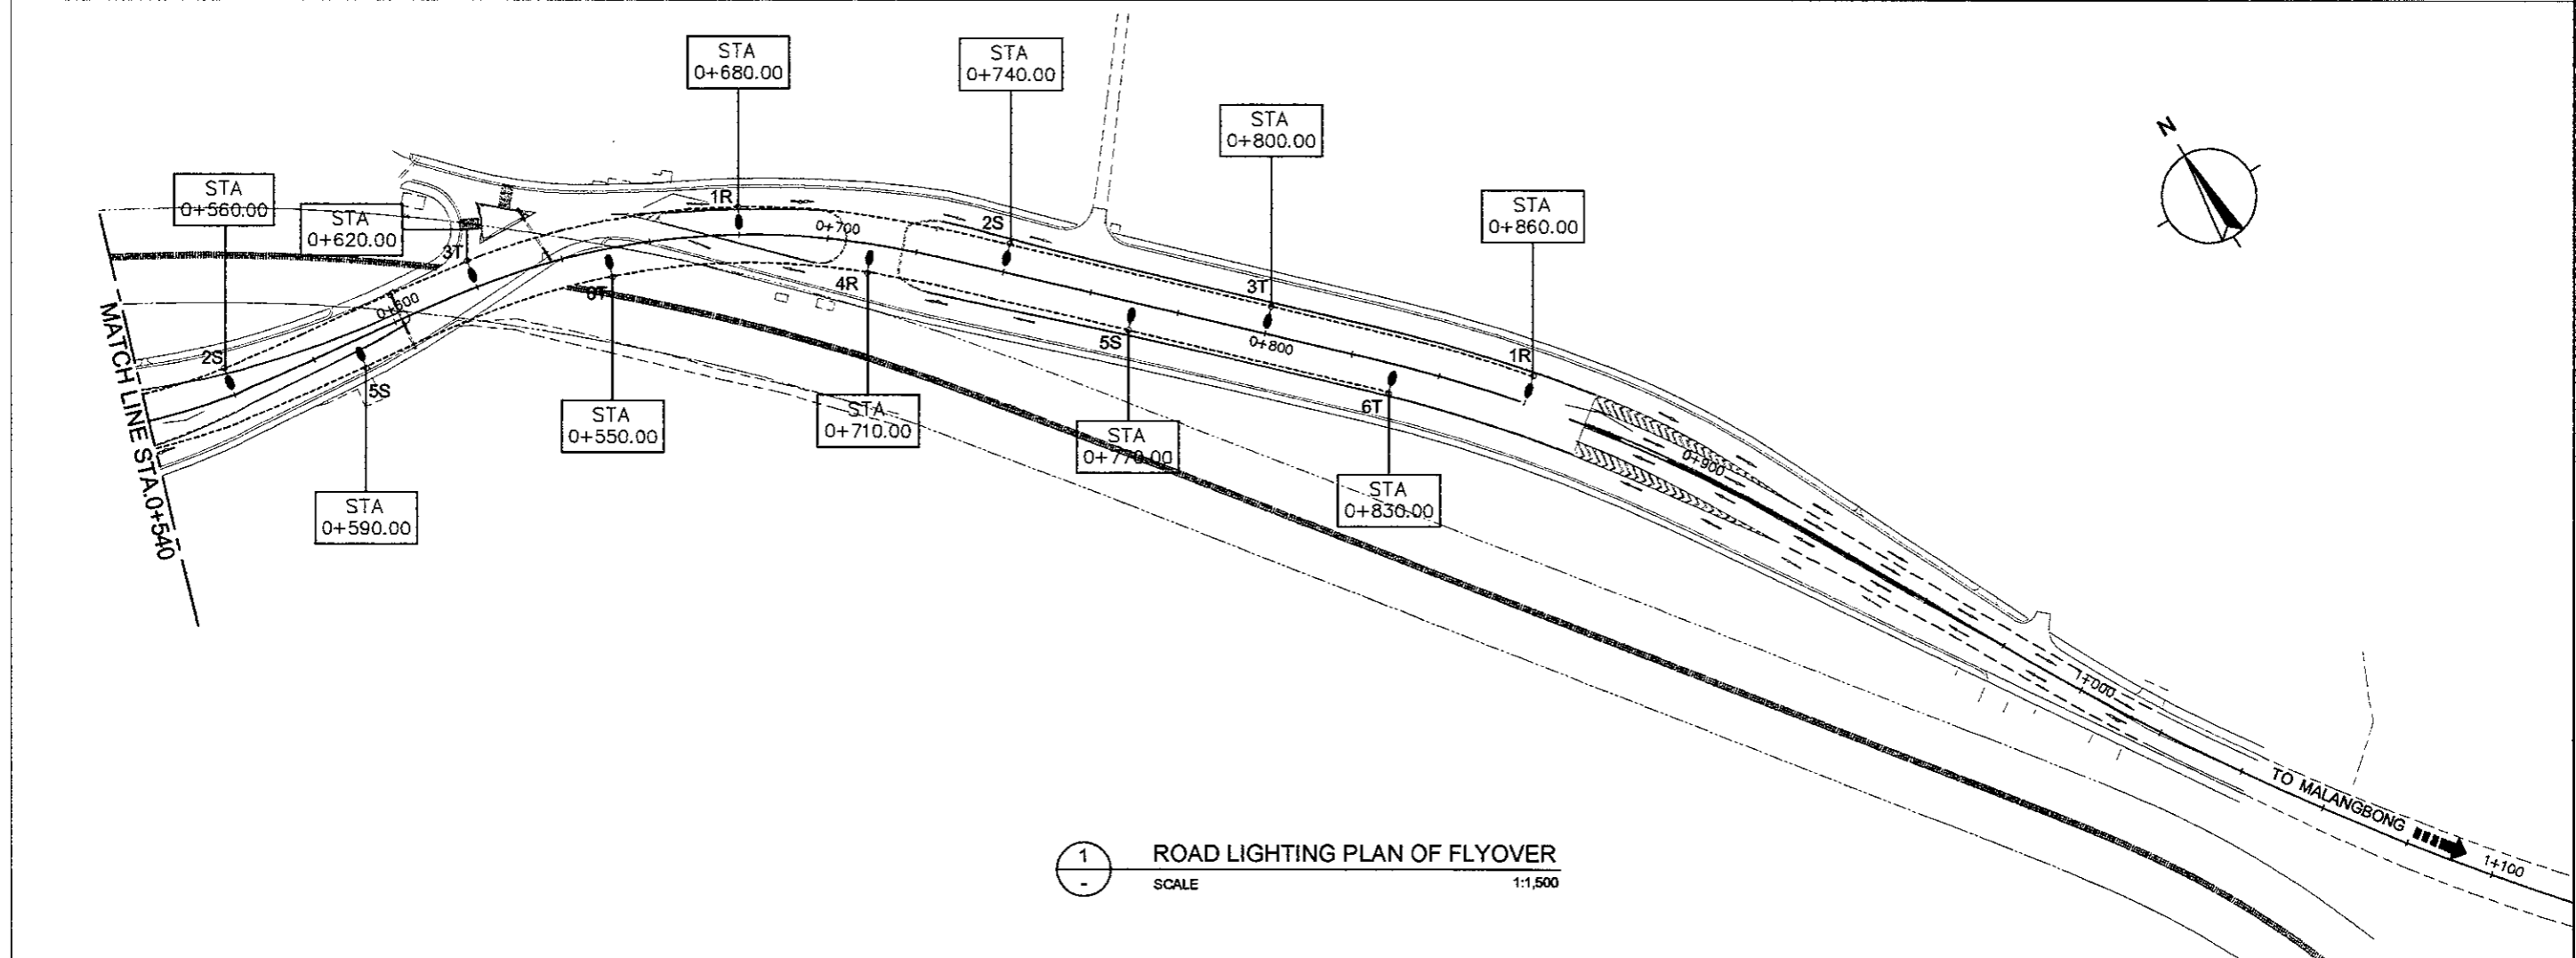 STA
0+680.00
STA
0+740.00
STA
0+800.00
N
STA
0+560.00
STA
0+620.00
STA
0+860.00
1R
2S
0+700
3T
4R
3T
6T
0+600
2S
5S
5S
0+800
1R
6T
MATCH LINE STA.0+540
STA
0+550.00
STA
0+710.00
STA
0+770.00
STA
0+830.00
STA
0+590.00
0+900
1+000
TO MALANGBONG
1+100
1
-
ROAD LIGHTING PLAN OF FLYOVER
SCALE 1:1,500